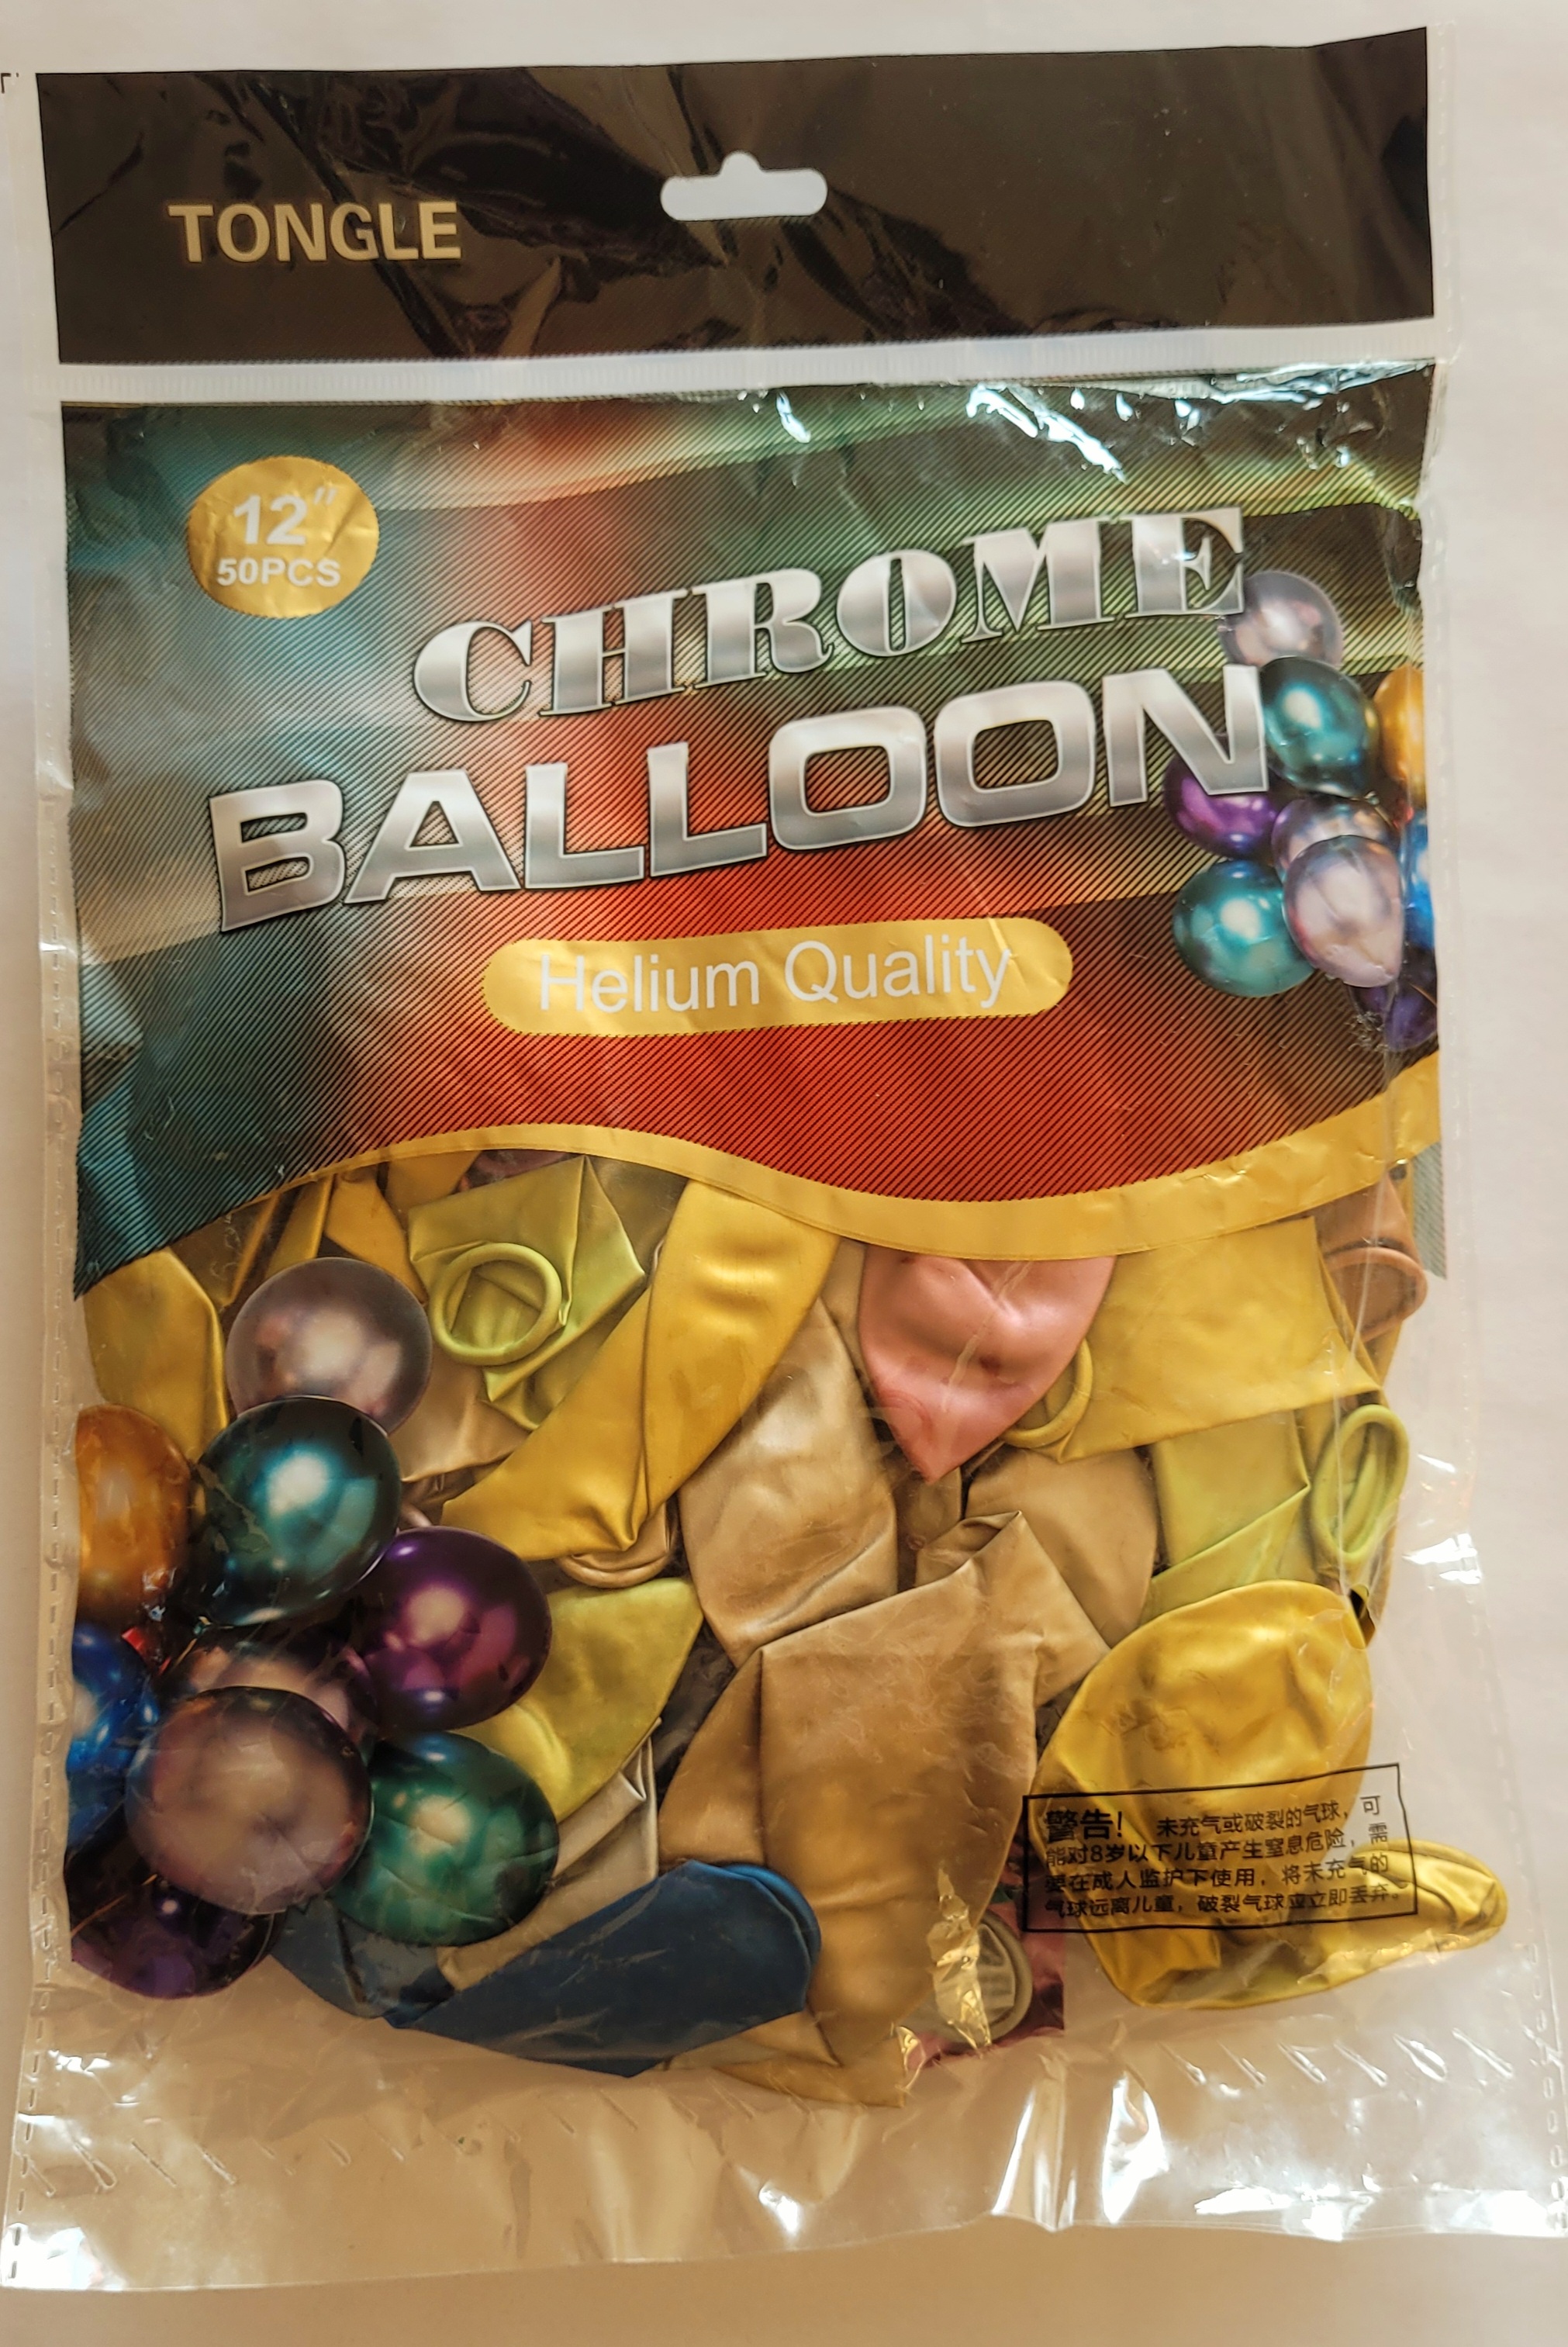 TONGLE
12"
50PCS
CHROME
BALLOON
Helium Quality
警告! 未充气或破裂的气球，可
能对8岁以下儿童产生窒息危险，需
要在成人监护下使用，将未充气的
气球远离儿童，破裂气球应立即丢弃。